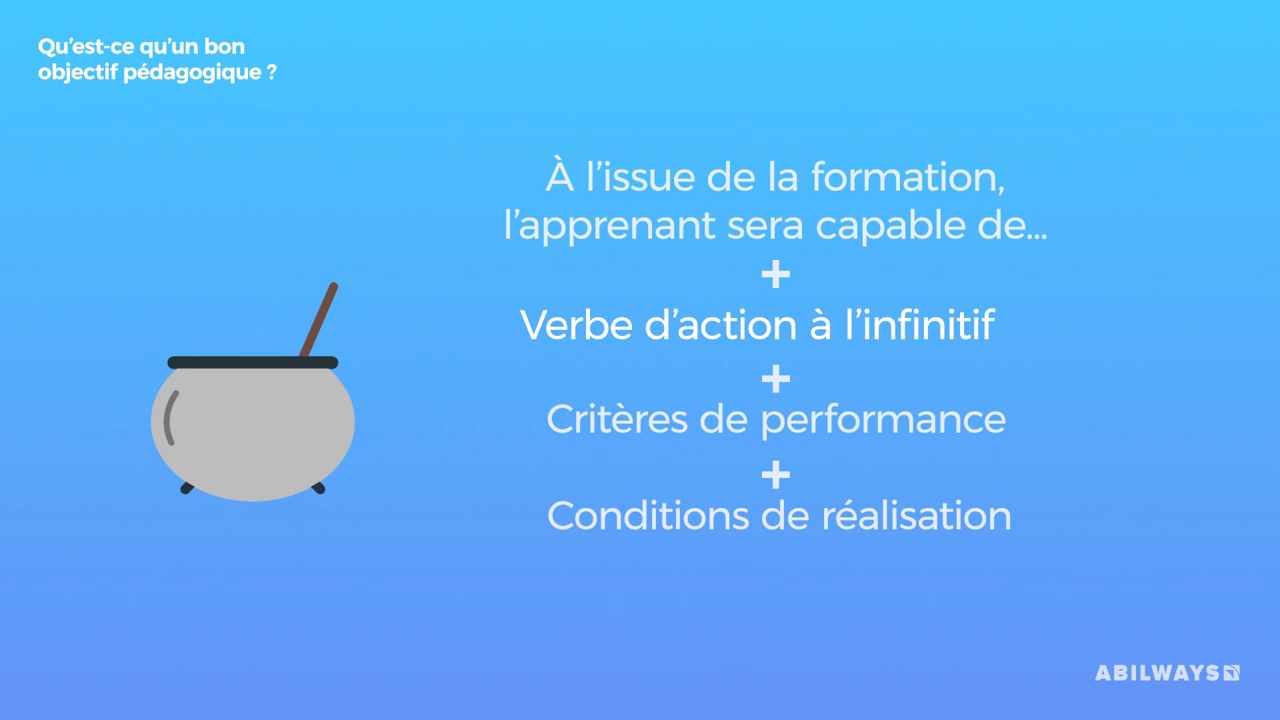 Qu’est-ce qu’un bon
objectif pédagogique ?
À l’issue de la formation,
l’apprenant sera capable de...
+
Verbe d’action à l’infinitif
+
Critères de performance
+
Conditions de réalisation
ABILWAYS